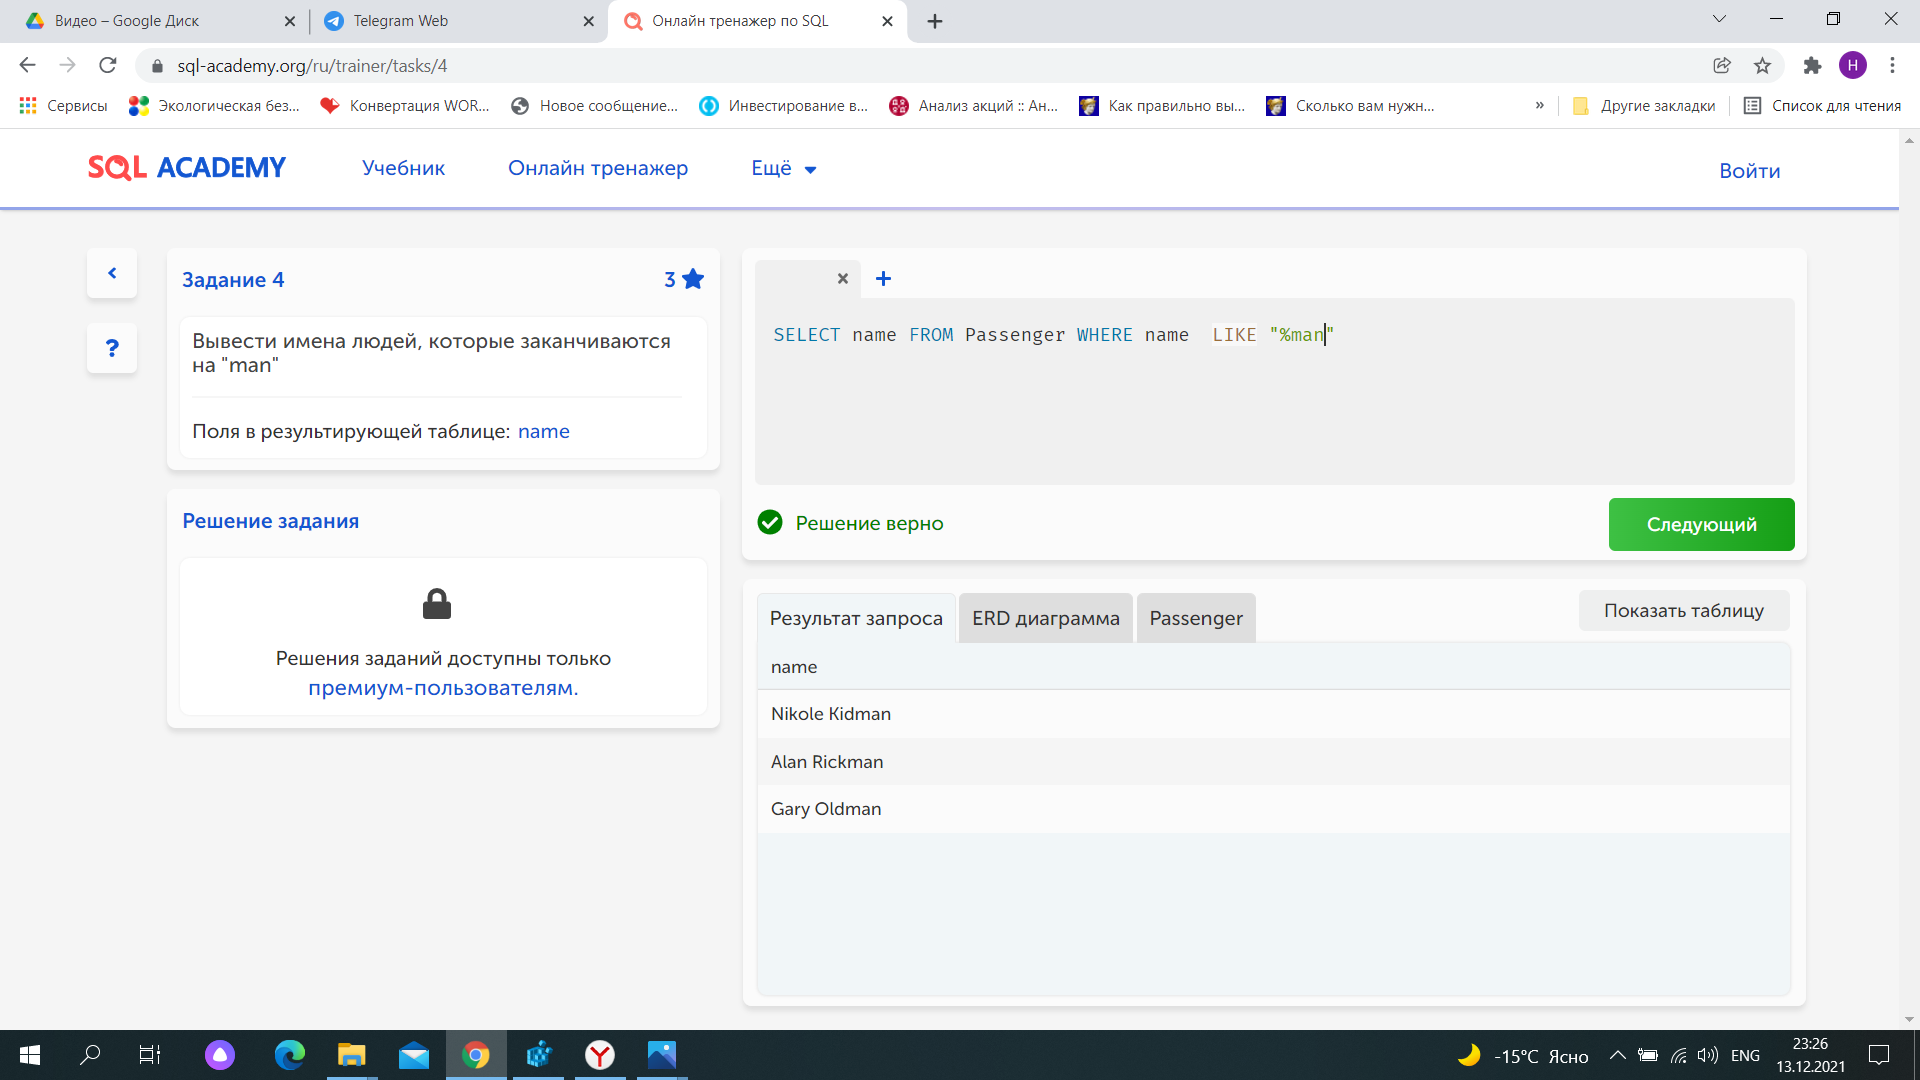 Видео – Google Диск
Telegram Web
Онлайн тренажер по SQL
sql-academy.org/ru/trainer/tasks/4
Н
Сервисы
Экологическая без...
Конвертация WOR...
Новое сообщение...
Инвестирование в...
Анализ акций :: Ан...
Как правильно вы...
Сколько вам нужн...
»
Другие закладки
Список для чтения
SQL ACADEMY
Учебник
Онлайн тренажер
Ещё
Войти
Задание 4
3
Вывести имена людей, которые заканчиваются
на "man"
Поля в результирующей таблице: name
?
Решение задания
Решения заданий доступны только
премиум-пользователям.
SELECT name FROM Passenger WHERE name  LIKE "%man"
Решение верно
Следующий
Результат запроса
ERD диаграмма
Passenger
Показать таблицу
name
Nikole Kidman
Alan Rickman
Gary Oldman
-15°C Ясно
ENG
23:26
13.12.2021